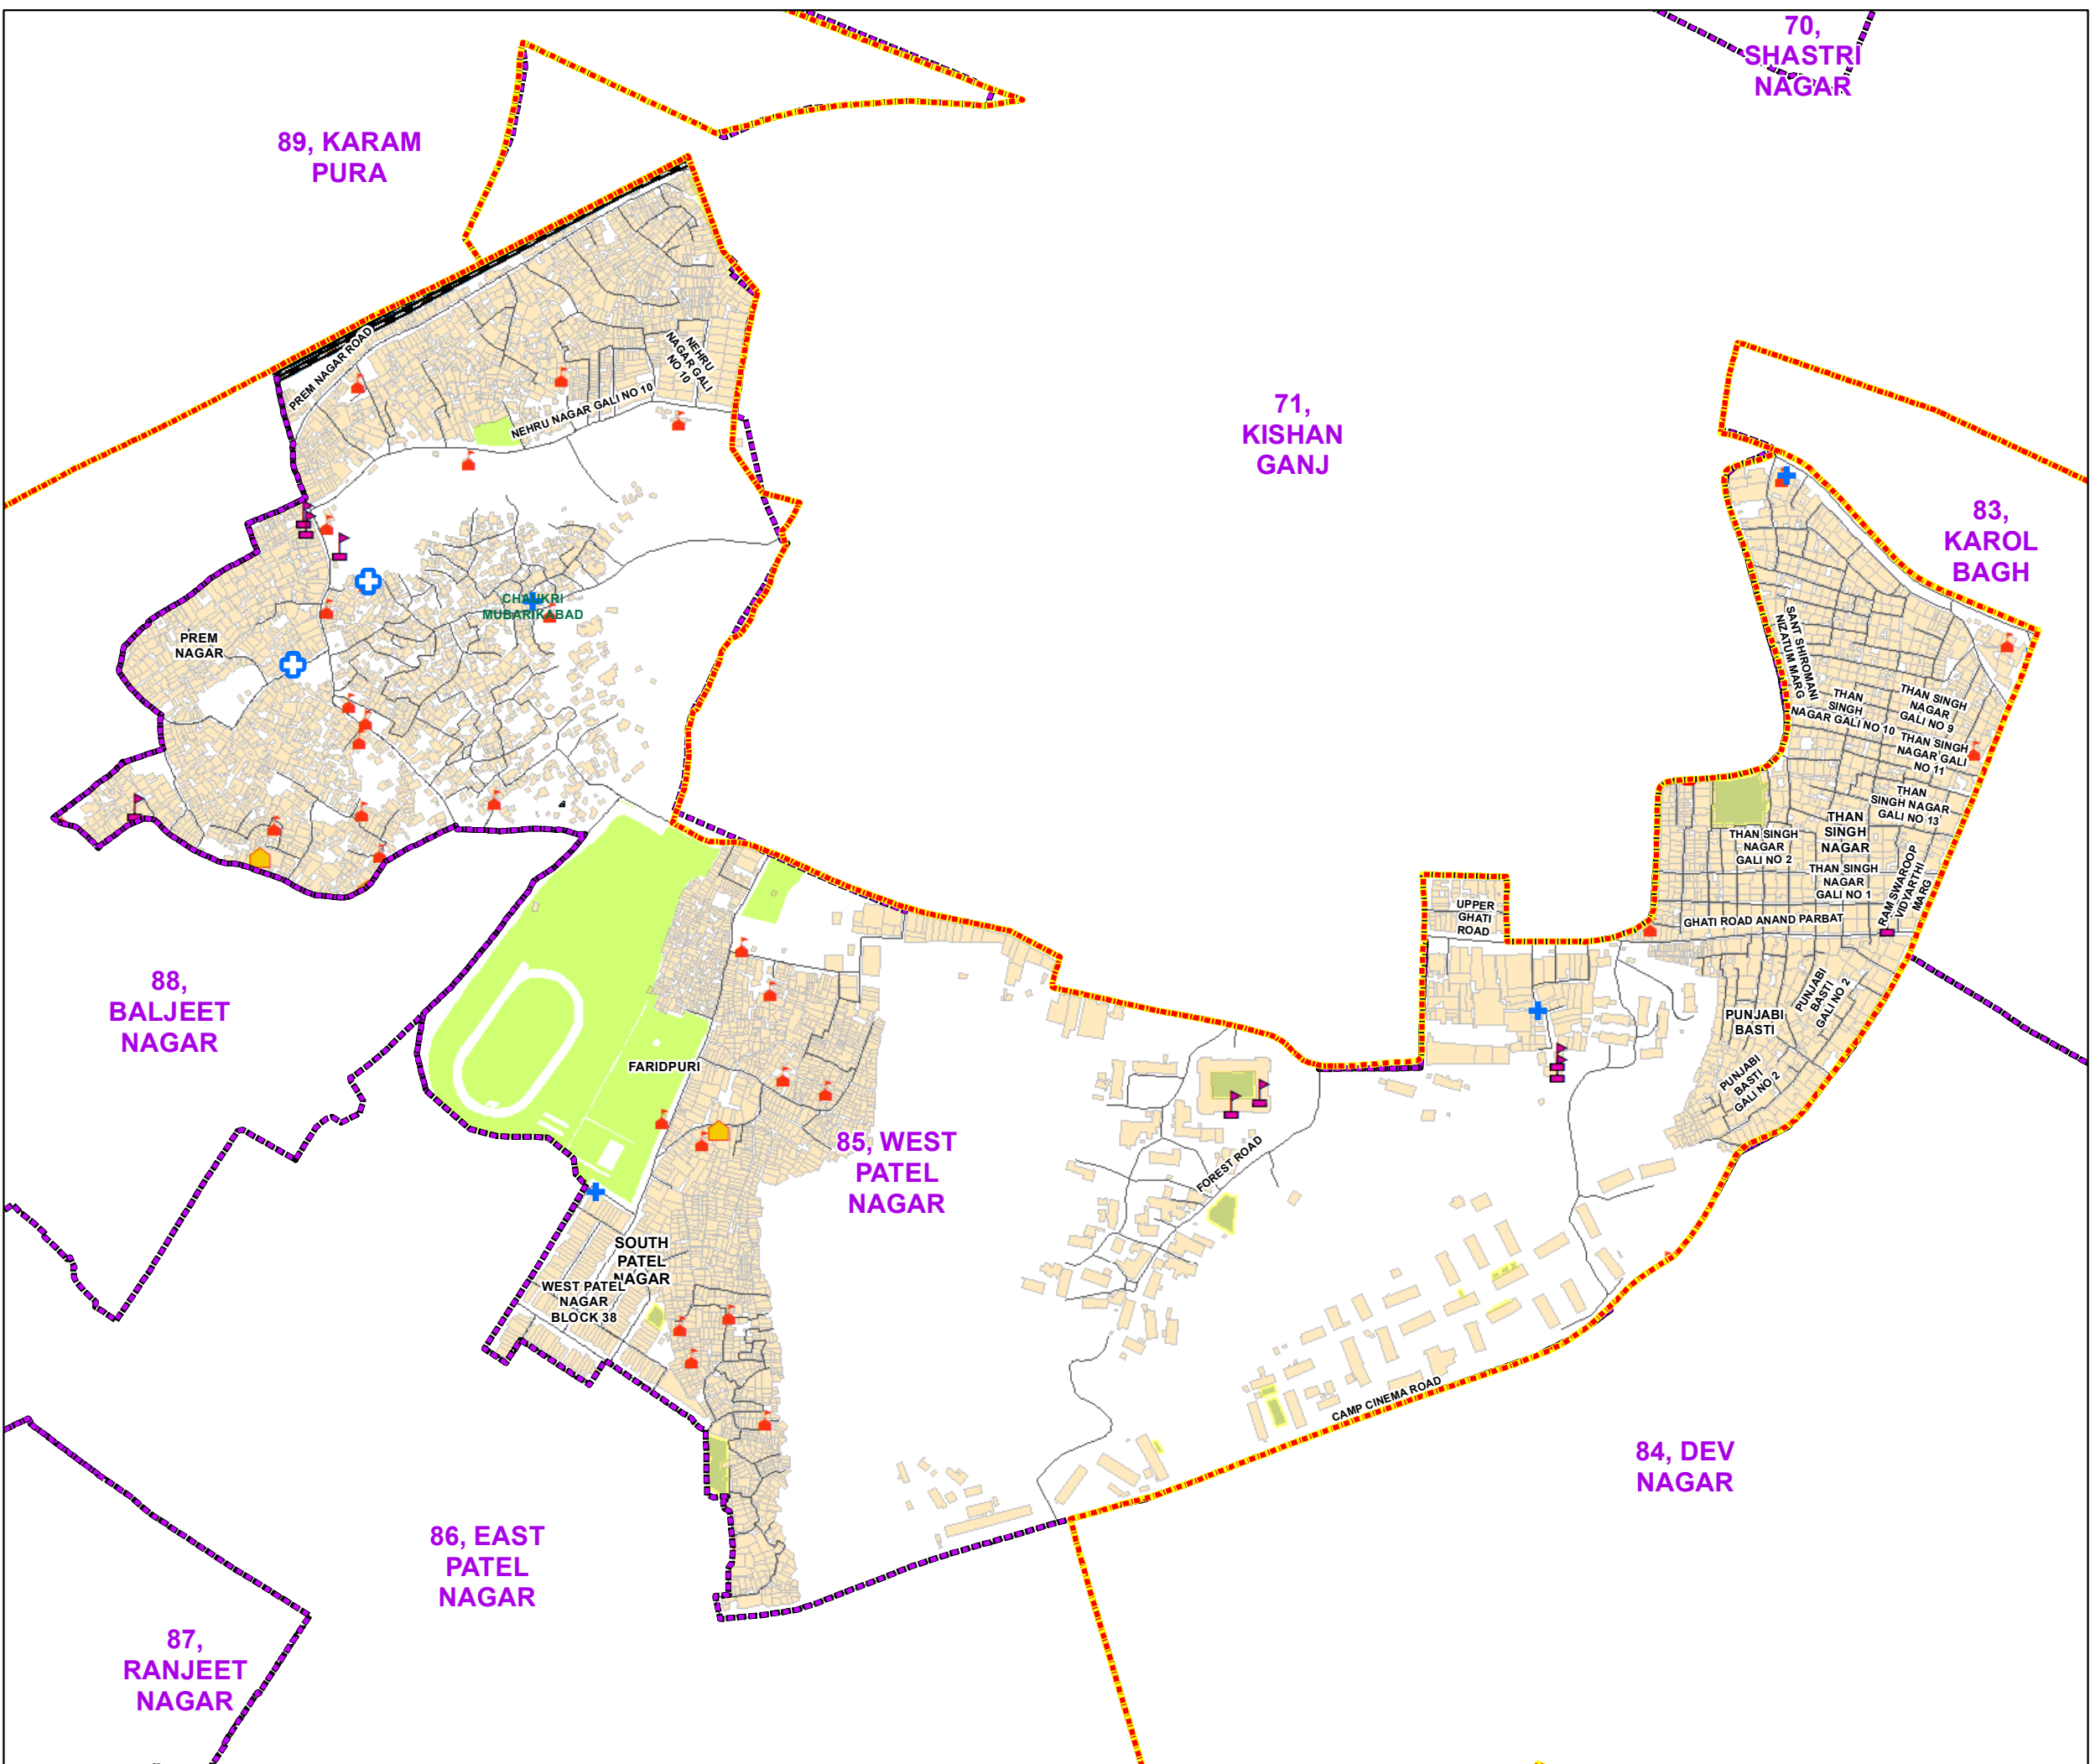 70,
SHASTRI
NAGAR
89, KARAM
PURA
PREM NAGAR ROAD
NEHRU
NAGAR GALI
NO 10
NEHRU NAGAR GALI NO 10
71,
KISHAN
GANJ
83,
KAROL
BAGH
CHAUKRI
MUBARIKABAD
PREM
NAGAR
SANT SHIROMANI
NIZATUM MARG
THAN
SINGH
NAGAR GALI NO 10
THAN SINGH
NAGAR
GALI NO 9
THAN SINGH
NAGAR GALI
NO 11
THAN
SINGH NAGAR
GALI NO 13
THAN
SINGH
NAGAR
THAN SINGH
NAGAR
GALI NO 2
THAN SINGH
NAGAR
GALI NO 1
RAM SWAROOP
VIDYARTHI
MARG
UPPER
GHATI
ROAD
GHATI ROAD ANAND PARBAT
88,
BALJEET
NAGAR
PUNJABI
BASTI
GALI NO 2
PUNJABI
BASTI
PUNJABI
BASTI
GALI NO 2
FARIDPURI
85, WEST
PATEL
NAGAR
FOREST ROAD
SOUTH
PATEL
NAGAR
WEST PATEL
NAGAR
BLOCK 38
CAMP CINEMA ROAD
84, DEV
NAGAR
86, EAST
PATEL
NAGAR
87,
RANJEET
NAGAR